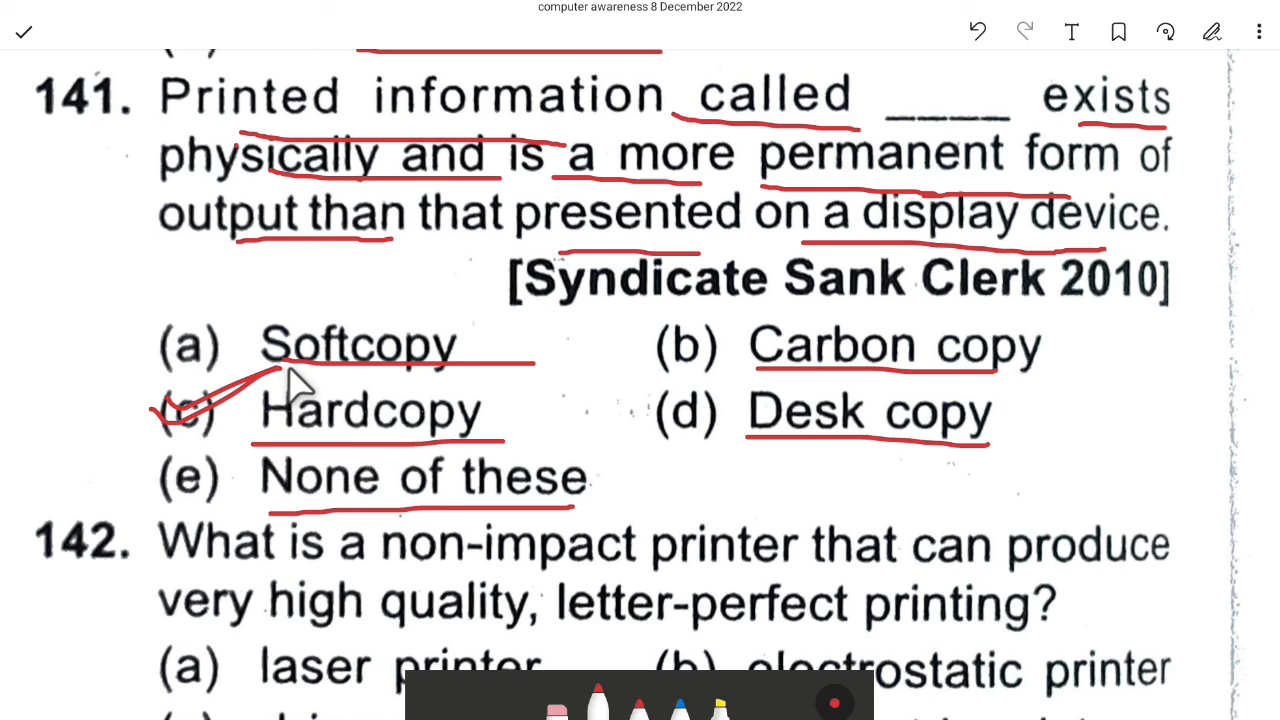 computer awareness 8 December 2022
141. Printed information called _____ exists
physically and is a more permanent form of
output than that presented on a display device.
[Syndicate Sank Clerk 2010]
(a) Softcopy (b) Carbon copy
(c) Hardcopy (d) Desk copy
(e) None of these
142. What is a non-impact printer that can produce
very high quality, letter-perfect printing?
(a) laser printer (b) electrostatic printer